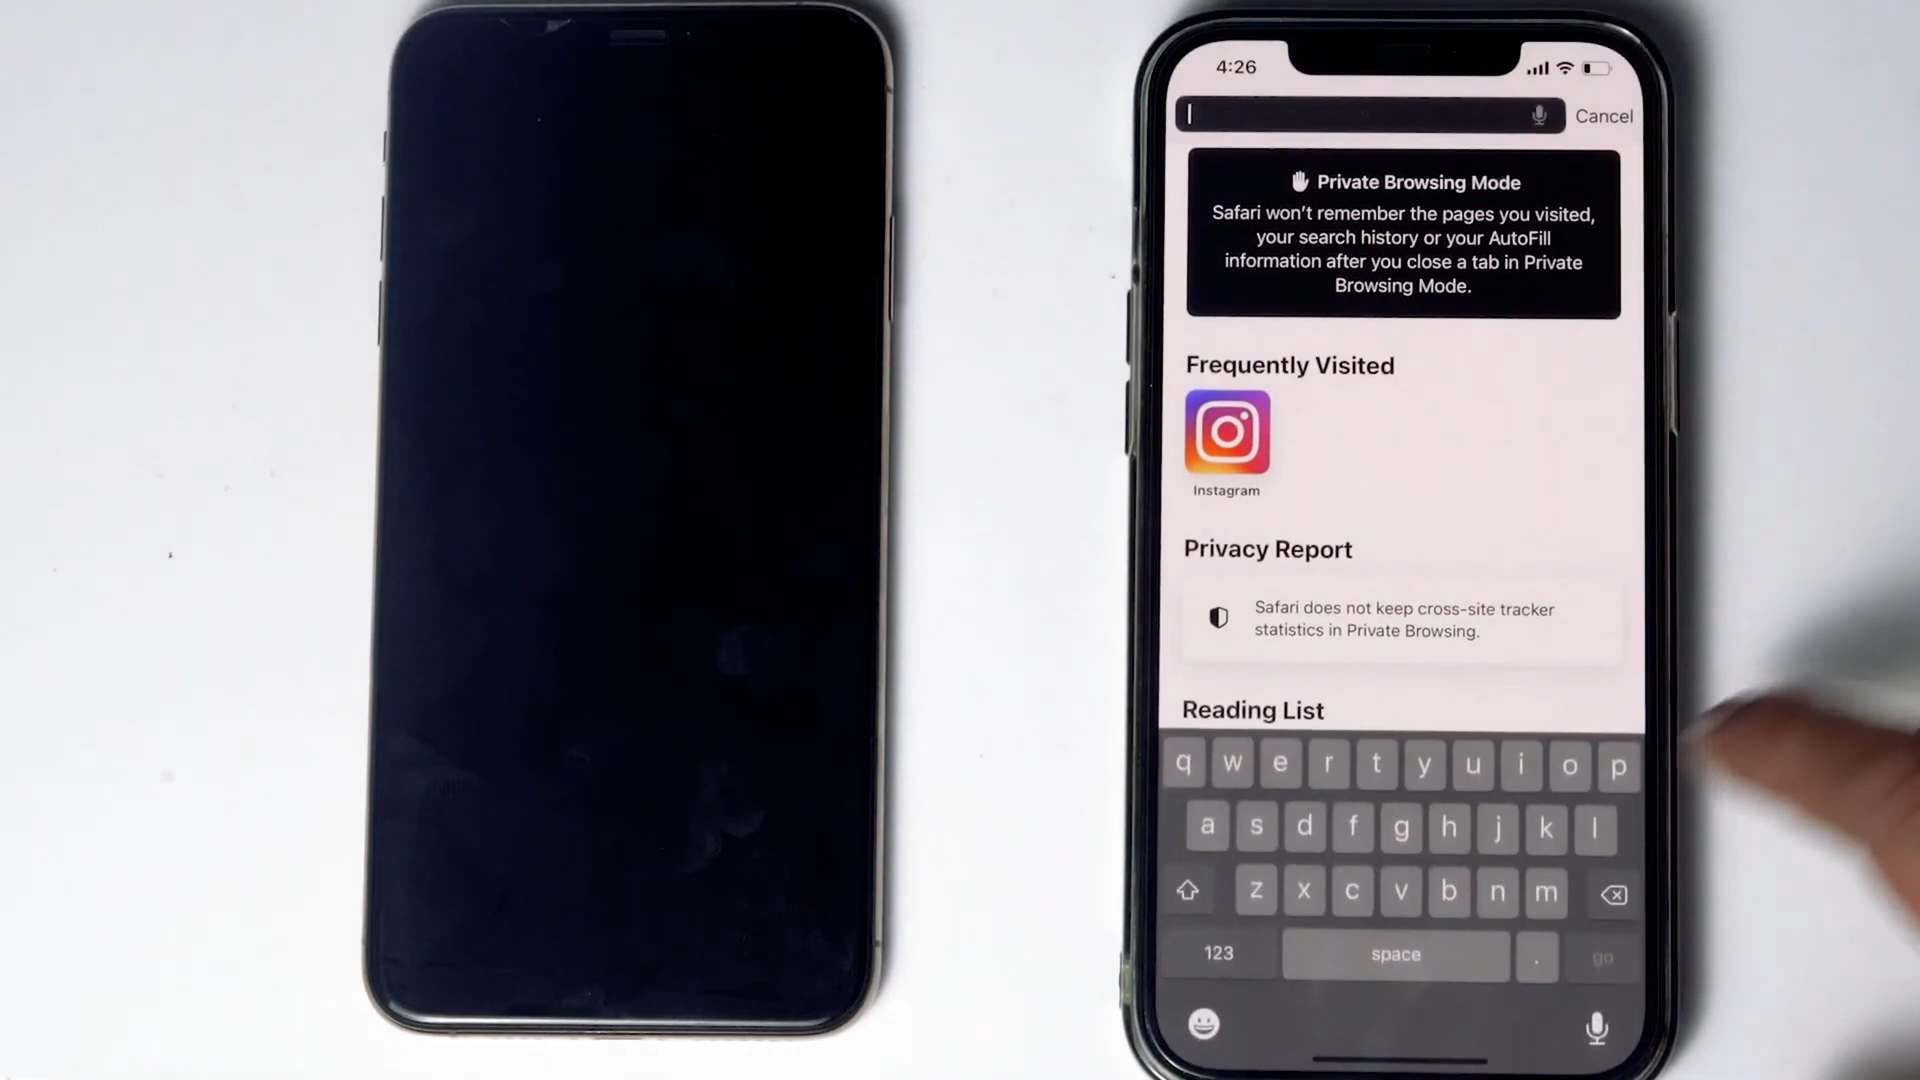 4:26
Cancel
Private Browsing Mode
Safari won't remember the pages you visited,
your search history or your AutoFill
information after you close a tab in Private
Browsing Mode.
Frequently Visited
Instagram
Privacy Report
Safari does not keep cross-site tracker
statistics in Private Browsing.
Reading List
q w e r t y u i o p
a s d f g h j k l
z x c v b n m
123 space . go